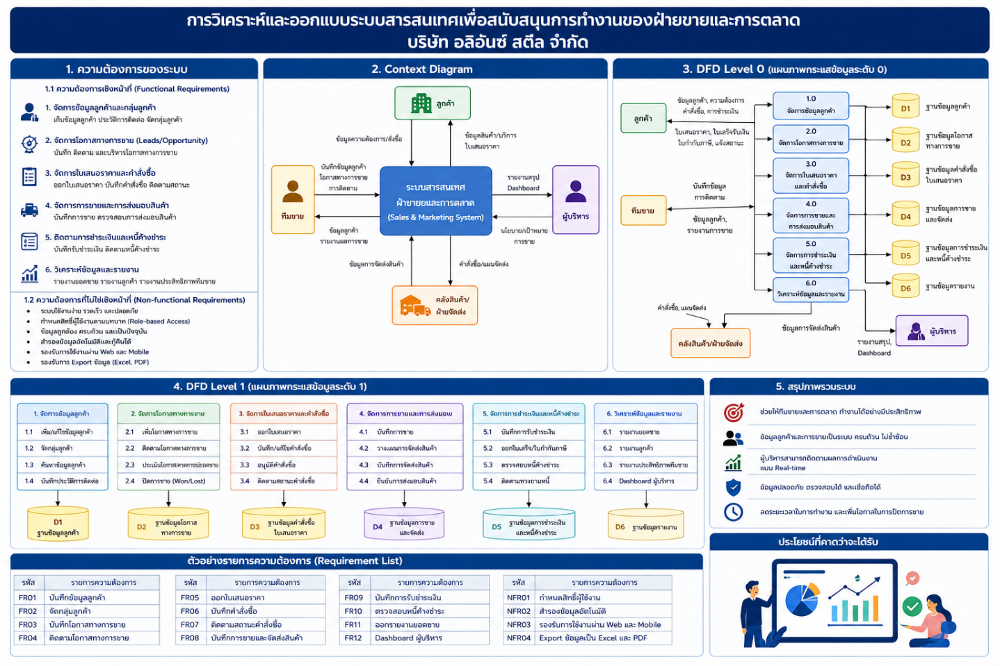 การวิเคราะห์และออกแบบระบบสารสนเทศเพื่อสนับสนุนการทำงานของฝ่ายขายและการตลาด
บริษัท อลิอันซ์ สตีล จำกัด
1. ความต้องการของระบบ
1.1 ความต้องการเชิงหน้าที่ (Functional Requirements)
1. จัดการข้อมูลลูกค้าและกลุ่มลูกค้า
เก็บข้อมูลลูกค้า ประวัติการติดต่อ จัดกลุ่มลูกค้า
2. จัดการโอกาสทางการขาย (Leads/Opportunity)
บันทึก ติดตาม และบริหารโอกาสทางการขาย
3. จัดการใบเสนอราคาและคำสั่งซื้อ
ออกใบเสนอราคา บันทึกคำสั่งซื้อ ติดตามสถานะ
4. จัดการการขายและการส่งมอบสินค้า
บันทึกการขาย ตรวจสอบการส่งมอบสินค้า
5. ติดตามการชำระเงินและหนี้ค้างชำระ
บันทึกรับชำระเงิน ติดตามหนี้ค้างชำระ
6. วิเคราะห์ข้อมูลและรายงาน
รายงานยอดขาย รายงานลูกค้า รายงานประสิทธิภาพทีมขาย
1.2 ความต้องการที่ไม่ใช่เชิงหน้าที่ (Non-functional Requirements)
• ระบบใช้งานง่าย รวดเร็ว และปลอดภัย
• กำหนดสิทธิ์ผู้ใช้งานตามบทบาท (Role-based Access)
• ข้อมูลถูกต้อง ครบถ้วน และเป็นปัจจุบัน
• สำรองข้อมูลอัตโนมัติและกู้คืนได้
• รองรับการใช้งานผ่าน Web และ Mobile
• รองรับการ Export ข้อมูล (Excel, PDF)
2. Context Diagram
ลูกค้า
ข้อมูลความต้องการ/สั่งซื้อ
ข้อมูลสินค้า/บริการ
ใบเสนอราคา
ทีมขาย
บันทึกข้อมูลลูกค้า
โอกาสทางการขาย
การติดตาม
ข้อมูลลูกค้า
รายงานผลการขาย
ระบบสารสนเทศ
ฝ่ายขายและการตลาด
(Sales & Marketing System)
รายงานสรุป
Dashboard
นโยบาย/เป้าหมาย
การขาย
ผู้บริหาร
ข้อมูลการจัดส่งสินค้า
คำสั่งซื้อ/แผนจัดส่ง
คลังสินค้า/
ฝ่ายจัดส่ง
3. DFD Level 0 (แผนภาพกระแสข้อมูลระดับ 0)
ลูกค้า
ข้อมูลลูกค้า, ความต้องการ
คำสั่งซื้อ, การชำระเงิน
ใบเสนอราคา, ใบเสร็จรับเงิน
ใบกำกับภาษี, แจ้งสถานะ
ทีมขาย
บันทึกข้อมูล
การติดตาม
ข้อมูลลูกค้า,
รายงานการขาย
1.0
จัดการข้อมูลลูกค้า
2.0
จัดการโอกาสทางการขาย
3.0
จัดการใบเสนอราคา
และคำสั่งซื้อ
4.0
จัดการการขายและ
การส่งมอบสินค้า
5.0
จัดการการชำระเงิน
และหนี้ค้างชำระ
6.0
วิเคราะห์ข้อมูลและรายงาน
D1
ฐานข้อมูลลูกค้า
D2
ฐานข้อมูลโอกาส
ทางการขาย
D3
ฐานข้อมูลคำสั่งซื้อ
ใบเสนอราคา
D4
ฐานข้อมูลการขาย
และจัดส่ง
D5
ฐานข้อมูลการชำระเงิน
และหนี้ค้างชำระ
D6
ฐานข้อมูลรายงาน
คำสั่งซื้อ, แผนจัดส่ง
ข้อมูลการจัดส่งสินค้า
คลังสินค้า/ฝ่ายจัดส่ง
รายงานสรุป,
Dashboard
ผู้บริหาร
4. DFD Level 1 (แผนภาพกระแสข้อมูลระดับ 1)
1. จัดการข้อมูลลูกค้า
1.1 เพิ่ม/แก้ไขข้อมูลลูกค้า
1.2 จัดกลุ่มลูกค้า
1.3 ค้นหาข้อมูลลูกค้า
1.4 บันทึกประวัติการติดต่อ
D1
ฐานข้อมูลลูกค้า
2. จัดการโอกาสทางการขาย
2.1 เพิ่มโอกาสทางการขาย
2.2 ติดตามโอกาสทางการขาย
2.3 ประเมินโอกาส/คาดการณ์ยอดขาย
2.4 ปิดการขาย (Won/Lost)
D2
ฐานข้อมูลโอกาส
ทางการขาย
3. จัดการใบเสนอราคาและคำสั่งซื้อ
3.1 ออกใบเสนอราคา
3.2 บันทึก/แก้ไขคำสั่งซื้อ
3.3 อนุมัติคำสั่งซื้อ
3.4 ติดตามสถานะคำสั่งซื้อ
D3
ฐานข้อมูลคำสั่งซื้อ
ใบเสนอราคา
4. จัดการการขายและการส่งมอบ
4.1 บันทึกการขาย
4.2 วางแผนการจัดส่งสินค้า
4.3 บันทึกการจัดส่งสินค้า
4.4 ยืนยันการส่งมอบสินค้า
D4
ฐานข้อมูลการขาย
และจัดส่ง
5. จัดการการชำระเงินและหนี้ค้างชำระ
5.1 บันทึกการรับชำระเงิน
5.2 ออกใบเสร็จ/ใบกำกับภาษี
5.3 ตรวจสอบหนี้ค้างชำระ
5.4 ติดตามทวงถามหนี้
D5
ฐานข้อมูลการชำระเงิน
และหนี้ค้างชำระ
6. วิเคราะห์ข้อมูลและรายงาน
6.1 รายงานยอดขาย
6.2 รายงานลูกค้า
6.3 รายงานประสิทธิภาพทีมขาย
6.4 Dashboard ผู้บริหาร
D6
ฐานข้อมูลรายงาน
5. สรุปภาพรวมระบบ
ช่วยให้ทีมขายและการตลาด ทำงานได้อย่างมีประสิทธิภาพ
ข้อมูลลูกค้าและการขายเป็นระบบ ครบถ้วน ไม่ซ้ำซ้อน
ผู้บริหารสามารถติดตามผลการดำเนินงาน
แบบ Real-time
ข้อมูลปลอดภัย ตรวจสอบได้ และเชื่อถือได้
ลดระยะเวลาในการทำงาน และเพิ่มโอกาสในการปิดการขาย
ตัวอย่างรายการความต้องการ (Requirement List)
รหัส รายการความต้องการ
FR01 บันทึกข้อมูลลูกค้า
FR02 จัดกลุ่มลูกค้า
FR03 บันทึกโอกาสทางการขาย
FR04 ติดตามโอกาสทางการขาย
รหัส รายการความต้องการ
FR05 ออกใบเสนอราคา
FR06 บันทึกคำสั่งซื้อ
FR07 ติดตามสถานะคำสั่งซื้อ
FR08 บันทึกการขายและจัดส่งสินค้า
รหัส รายการความต้องการ
FR09 บันทึกการรับชำระเงิน
FR10 ตรวจสอบหนี้ค้างชำระ
FR11 ออกรายงานยอดขาย
FR12 Dashboard ผู้บริหาร
รหัส รายการความต้องการ
NFR01 กำหนดสิทธิ์ผู้ใช้งาน
NFR02 สำรองข้อมูลอัตโนมัติ
NFR03 รองรับการใช้งานผ่าน Web และ Mobile
NFR04 Export ข้อมูลเป็น Excel และ PDF
ประโยชน์ที่คาดว่าจะได้รับ